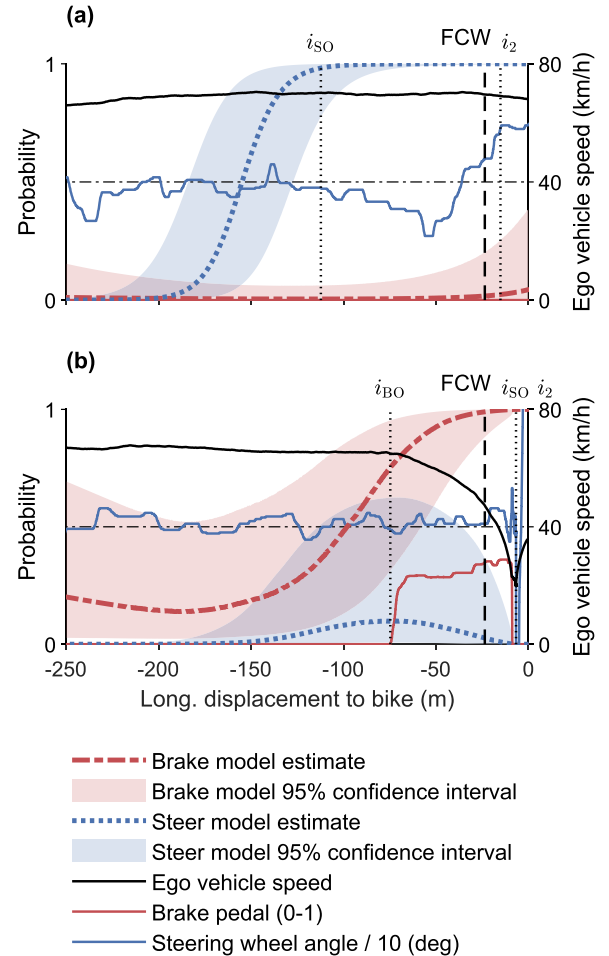 (a)
i_SO FCW i_2
1 80
Probability
40
Ego vehicle speed (km/h)
0 0
(b)
i_BO FCW i_SO i_2
1 80
Probability
40
Ego vehicle speed (km/h)
0 0
-250 -200 -150 -100 -50 0
Long. displacement to bike (m)
Brake model estimate
Brake model 95% confidence interval
Steer model estimate
Steer model 95% confidence interval
Ego vehicle speed
Brake pedal (0-1)
Steering wheel angle / 10 (deg)